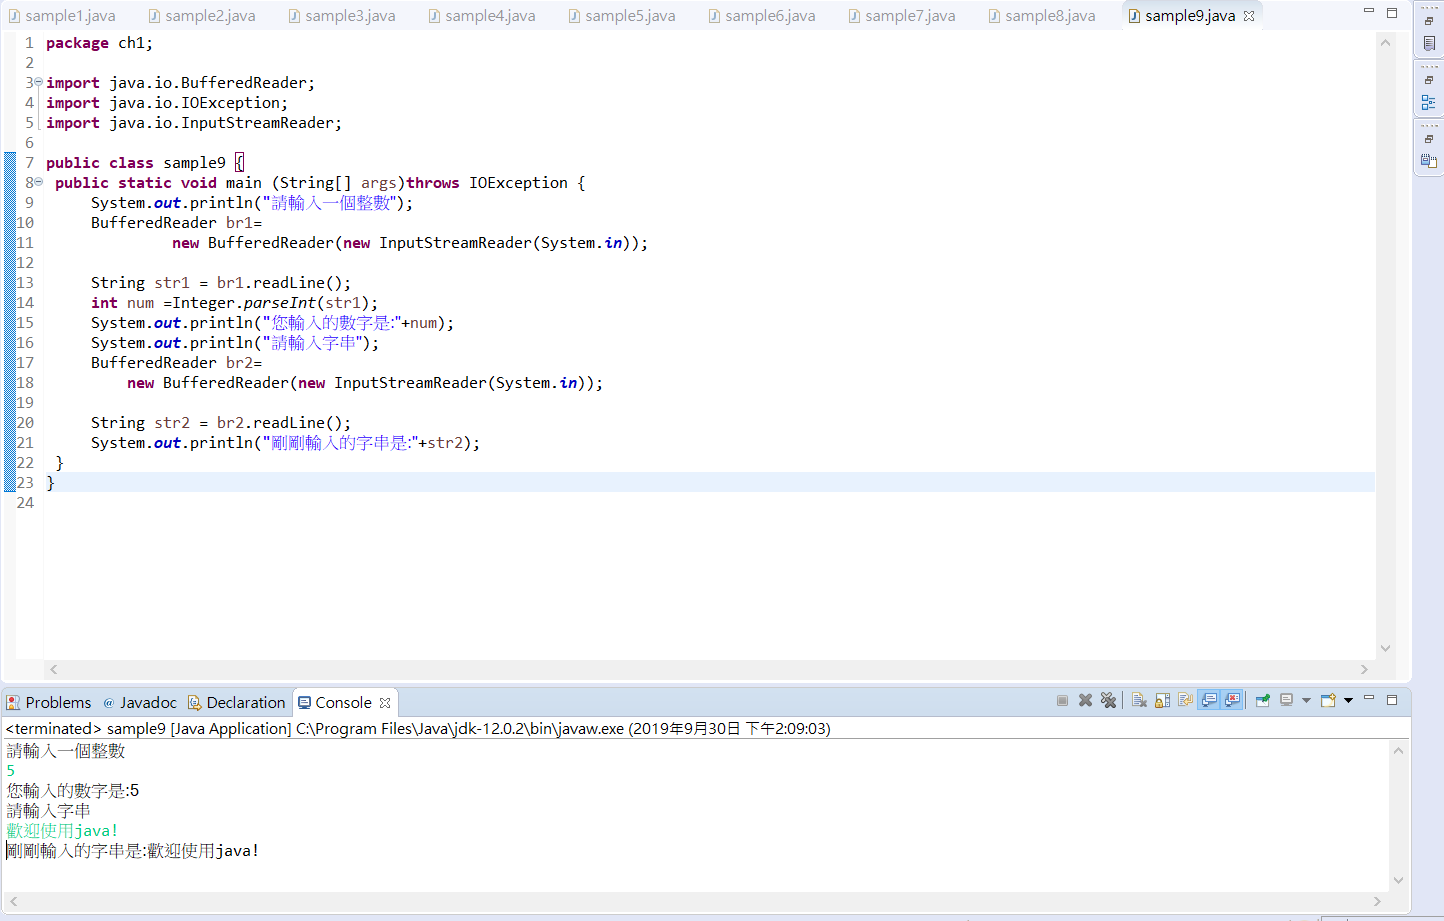 sample1.java sample2.java sample3.java sample4.java sample5.java sample6.java sample7.java sample8.java sample9.java
1 package ch1;
2
3 import java.io.BufferedReader;
4 import java.io.IOException;
5 import java.io.InputStreamReader;
6
7 public class sample9 {
8 public static void main (String[] args)throws IOException {
9 System.out.println("請輸入一個整數");
10 BufferedReader br1=
11 new BufferedReader(new InputStreamReader(System.in));
12
13 String str1 = br1.readLine();
14 int num =Integer.parseInt(str1);
15 System.out.println("您輸入的數字是:"+num);
16 System.out.println("請輸入字串");
17 BufferedReader br2=
18 new BufferedReader(new InputStreamReader(System.in));
19
20 String str2 = br2.readLine();
21 System.out.println("剛剛輸入的字串是:"+str2);
22 }
23 }
24
Problems @ Javadoc Declaration Console
<terminated> sample9 [Java Application] C:\Program Files\Java\jdk-12.0.2\bin\javaw.exe (2019年9月30日 下午2:09:03)
請輸入一個整數
5
您輸入的數字是:5
請輸入字串
歡迎使用java!
剛剛輸入的字串是:歡迎使用java!